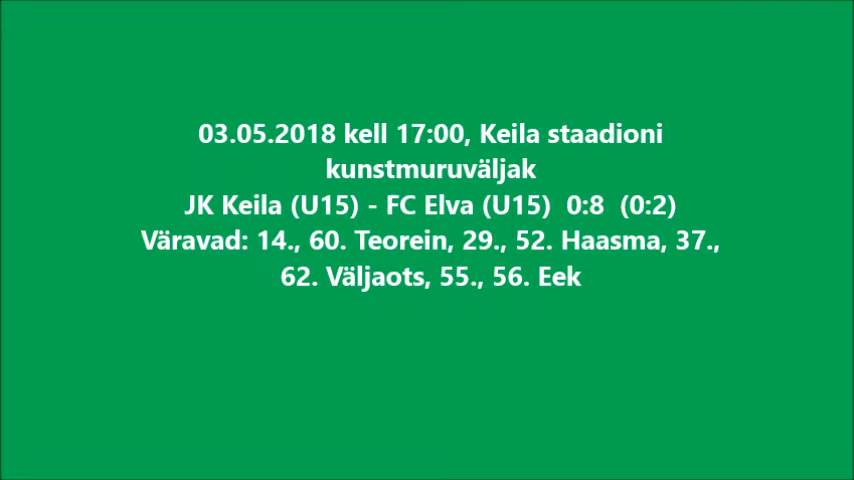 03.05.2018 kell 17:00, Keila staadioni
kunstmuruväljak
JK Keila (U15) - FC Elva (U15)  0:8  (0:2)
Väravad: 14., 60. Teorein, 29., 52. Haasma, 37.,
62. Väljaots, 55., 56. Eek